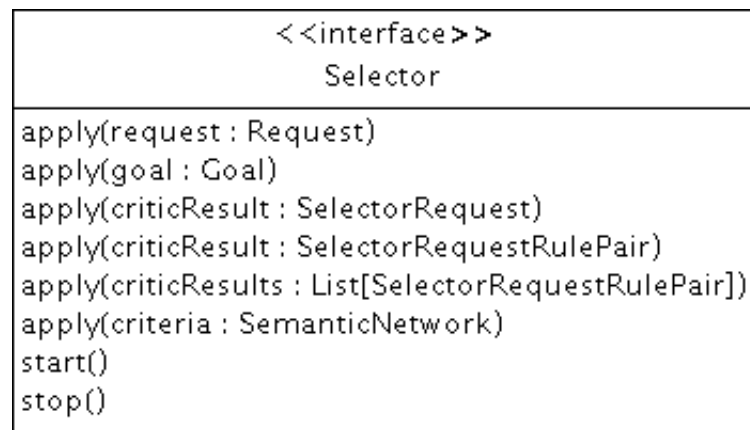 <<interface>>
Selector
apply(request : Request)
apply(goal : Goal)
apply(criticResult : SelectorRequest)
apply(criticResult : SelectorRequestRulePair)
apply(criticResults : List[SelectorRequestRulePair])
apply(criteria : SemanticNetwork)
start()
stop()